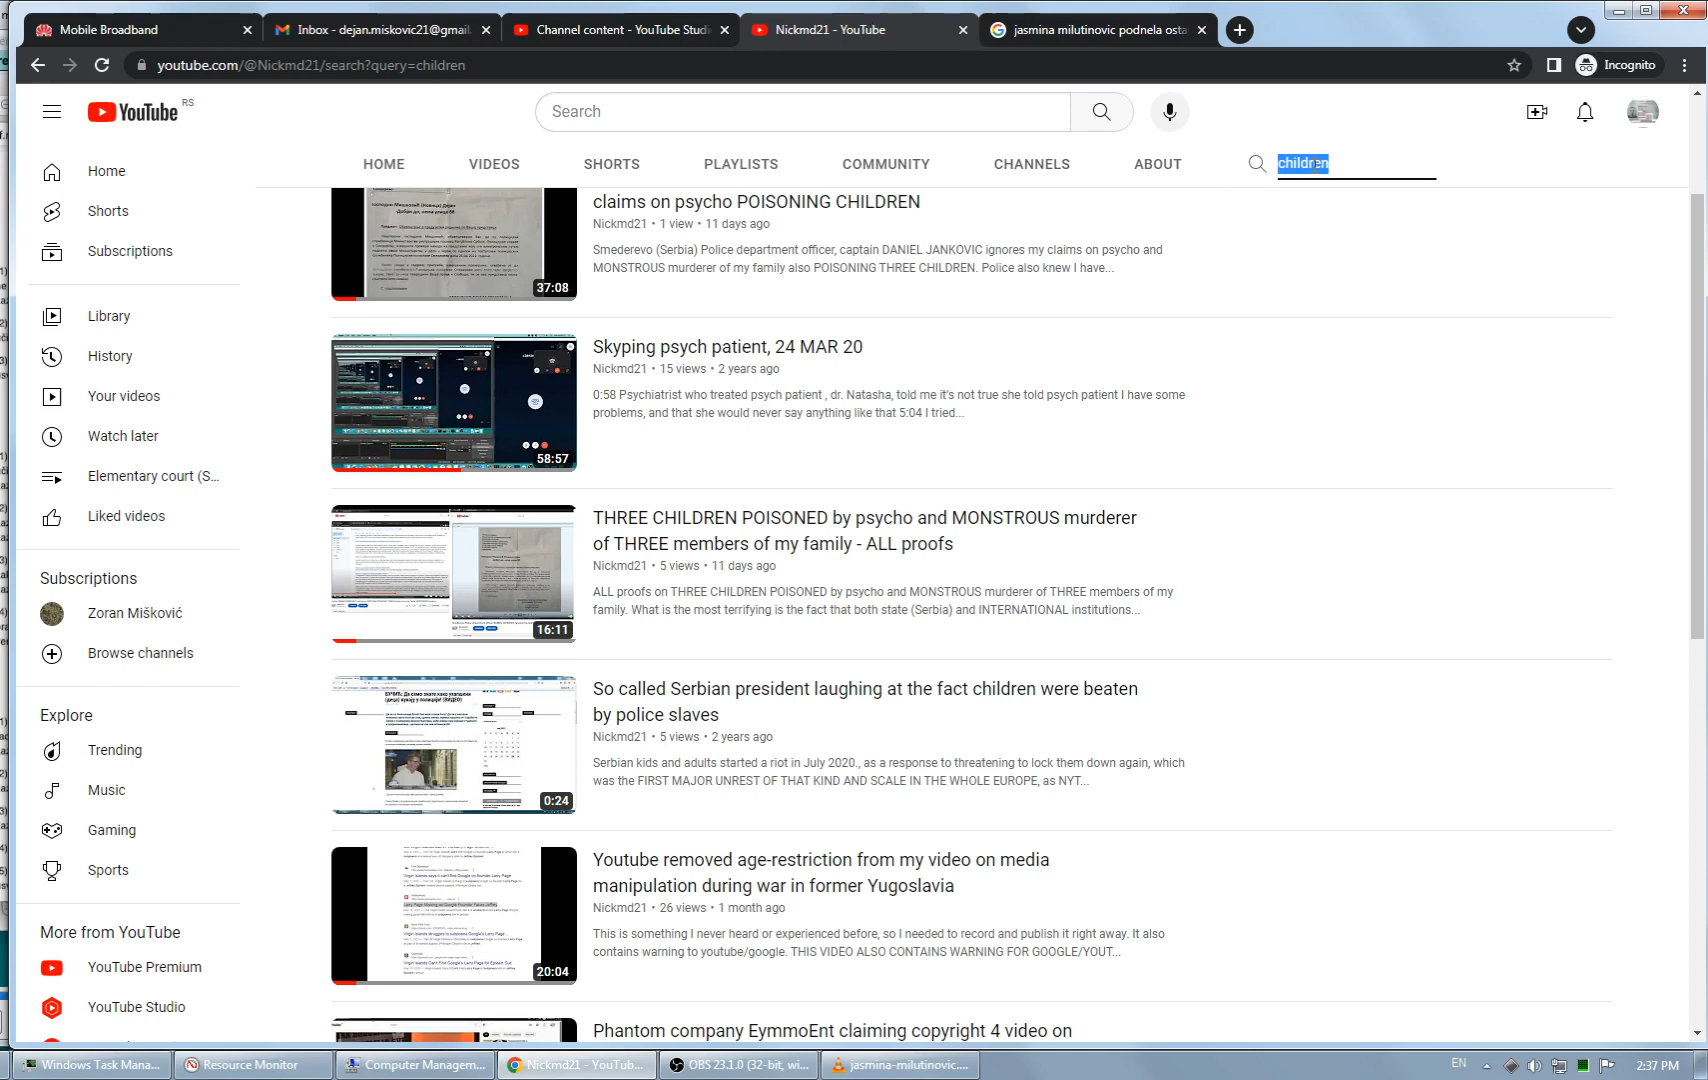 Mobile Broadband
Inbox - dejan.miskovic21@gmail.
Channel content - YouTube Studi
Nickmd21 - YouTube
jasmina milutinovic podnela osta
youtube.com/@Nickmd21/search?query=children
Incognito
YouTube RS
Search
HOME VIDEOS SHORTS PLAYLISTS COMMUNITY CHANNELS ABOUT children
Home
Shorts
Subscriptions
Library
History
Your videos
Watch later
Elementary court (S...
Liked videos
Subscriptions
Zoran Mišković
Browse channels
Explore
Trending
Music
Gaming
Sports
More from YouTube
YouTube Premium
YouTube Studio
claims on psycho POISONING CHILDREN
Nickmd21 • 1 view • 11 days ago
Smederevo (Serbia) Police department officer, captain DANIEL JANKOVIC ignores my claims on psycho and
MONSTROUS murderer of my family also POISONING THREE CHILDREN. Police also knew I have...
37:08
Skyping psych patient, 24 MAR 20
Nickmd21 • 15 views • 2 years ago
0:58 Psychiatrist who treated psych patient , dr. Natasha, told me it's not true she told psych patient I have some
problems, and that she would never say anything like that 5:04 I tried...
58:57
THREE CHILDREN POISONED by psycho and MONSTROUS murderer
of THREE members of my family - ALL proofs
Nickmd21 • 5 views • 11 days ago
ALL proofs on THREE CHILDREN POISONED by psycho and MONSTROUS murderer of THREE members of my
family. What is the most terrifying is the fact that both state (Serbia) and INTERNATIONAL institutions...
16:11
So called Serbian president laughing at the fact children were beaten
by police slaves
Nickmd21 • 5 views • 2 years ago
Serbian kids and adults started a riot in July 2020., as a response to threatening to lock them down again, which
was the FIRST MAJOR UNREST OF THAT KIND AND SCALE IN THE WHOLE EUROPE, as NYT...
0:24
Youtube removed age-restriction from my video on media
manipulation during war in former Yugoslavia
Nickmd21 • 26 views • 1 month ago
This is something I never heard or experienced before, so I needed to record and publish it right away. It also
contains warning to youtube/google. THIS VIDEO ALSO CONTAINS WARNING FOR GOOGLE/YOUT...
20:04
Phantom company EymmoEnt claiming copyright 4 video on
Windows Task Mana...
Resource Monitor
Computer Managem...
Nickmd21 - YouTub...
OBS 23.1.0 (32-bit, wi...
jasmina-milutinovic....
EN
2:37 PM